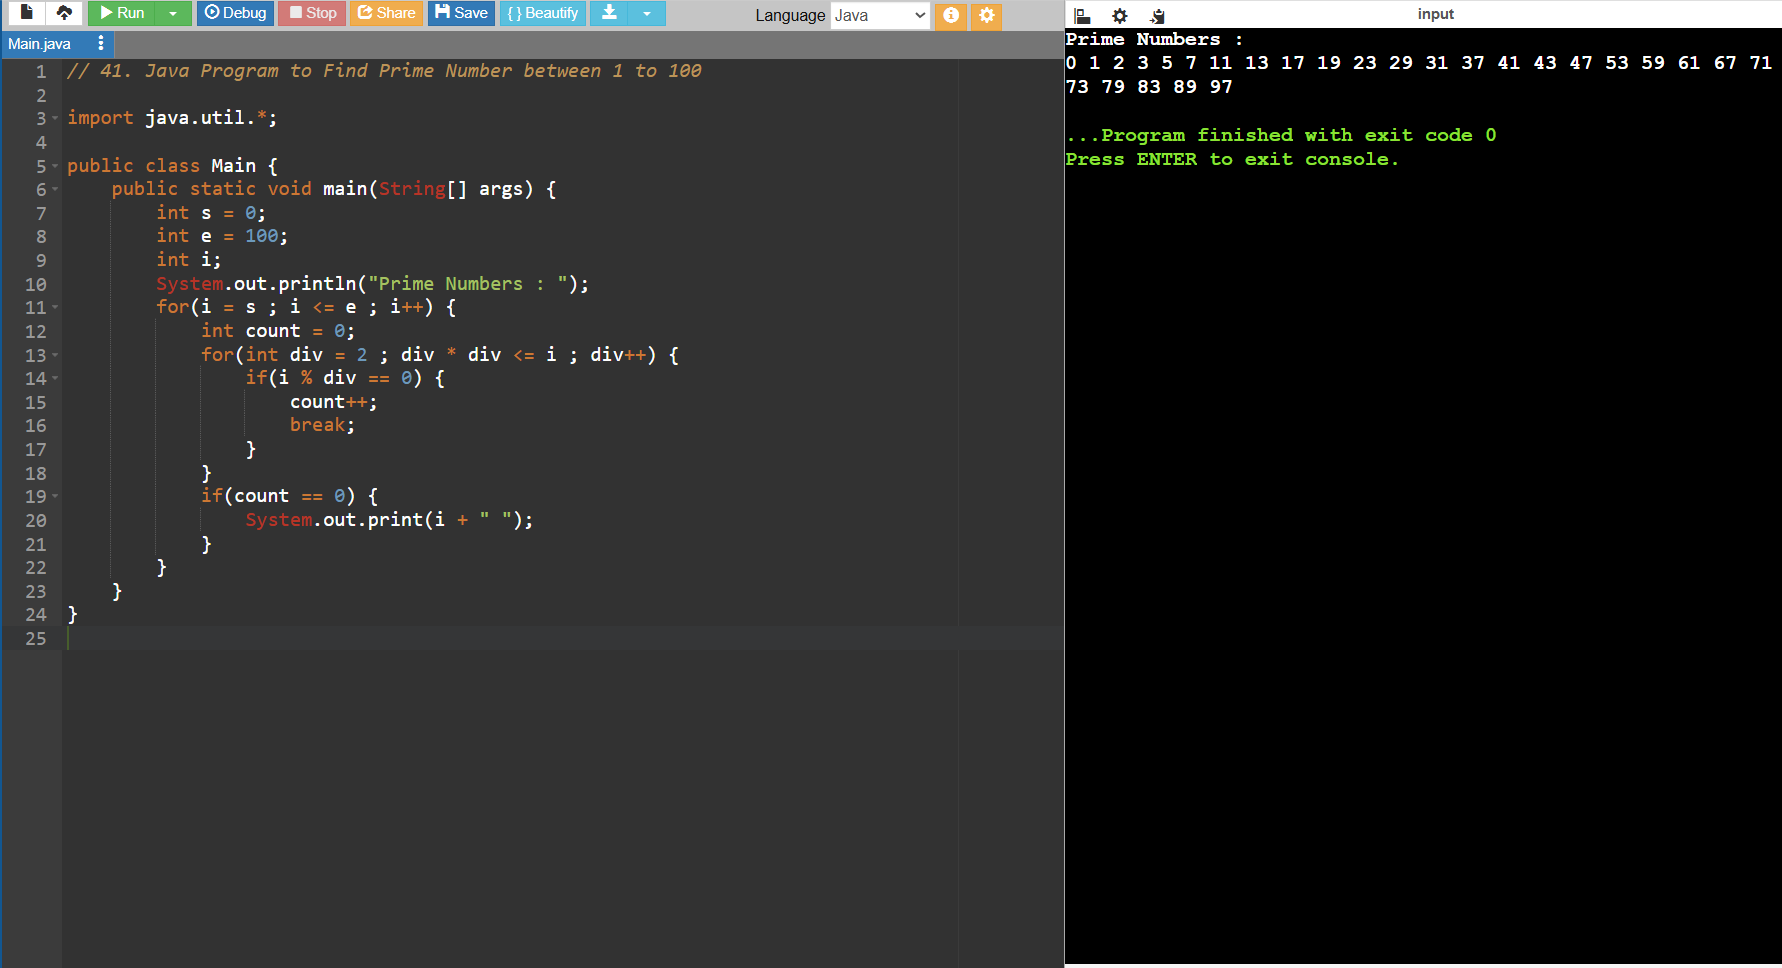 Run Debug Stop Share Save { } Beautify Language Java
Main.java
1 // 41. Java Program to Find Prime Number between 1 to 100
2
3 import java.util.*;
4
5 public class Main {
6     public static void main(String[] args) {
7         int s = 0;
8         int e = 100;
9         int i;
10         System.out.println("Prime Numbers : ");
11         for(i = s ; i <= e ; i++) {
12             int count = 0;
13             for(int div = 2 ; div * div <= i ; div++) {
14                 if(i % div == 0) {
15                     count++;
16                     break;
17                 }
18             }
19             if(count == 0) {
20                 System.out.print(i + " ");
21             }
22         }
23     }
24 }
25
input
Prime Numbers :
0 1 2 3 5 7 11 13 17 19 23 29 31 37 41 43 47 53 59 61 67 71
73 79 83 89 97
...Program finished with exit code 0
Press ENTER to exit console.